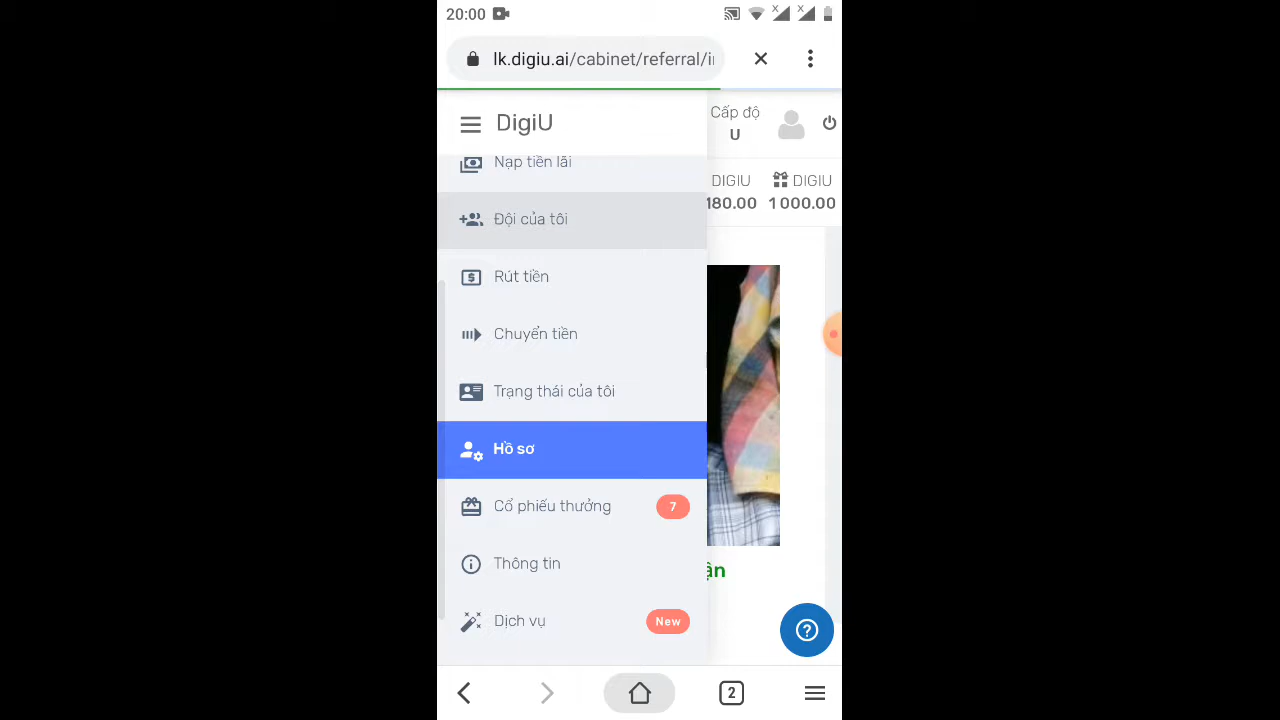 20:00
lk.digiu.ai/cabinet/referral/i
DigiU
Cấp độ
U
DIGIU
DIGIU
180.00
1 000.00
Nạp tiền lãi
Đội của tôi
Rút tiền
Chuyển tiền
Trạng thái của tôi
Hồ sơ
Cổ phiếu thưởng
7
Thông tin
Dịch vụ
New
2